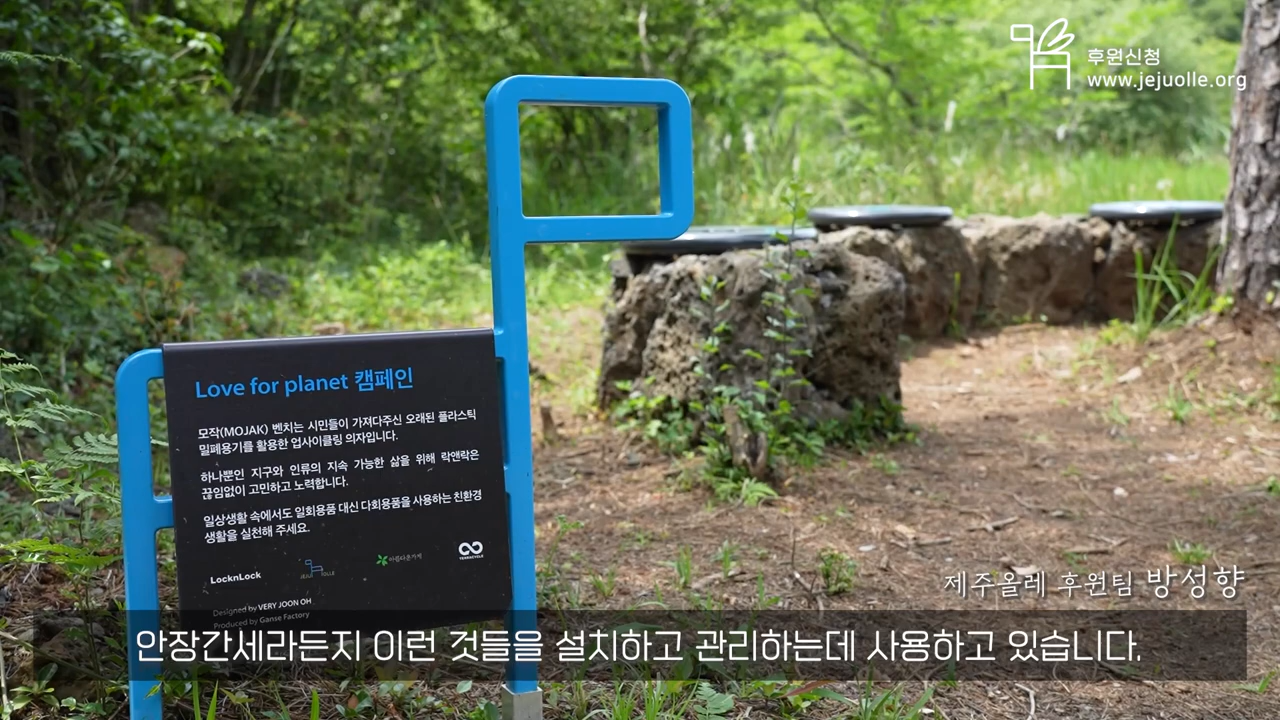 후원신청
www.jejuolle.org
Love for planet 캠페인
모작(MOJAK) 벤치는 시민들이 가져다주신 오래된 플라스틱
밀폐용기를 활용한 업사이클링 의자입니다.
하나뿐인 지구와 인류의 지속 가능한 삶을 위해 락앤락은
끊임없이 고민하고 노력합니다.
일상생활 속에서도 일회용품 대신 다회용품을 사용하는 친환경
생활을 실천해 주세요.
LocknLock
JEJU OLLE
아름다운가게
TERRACYCLE
Designed by VERY JOON OH
Produced by Ganse Factory
제주올레 후원팀 방성향
안장간세라든지 이런 것들을 설치하고 관리하는데 사용하고 있습니다.